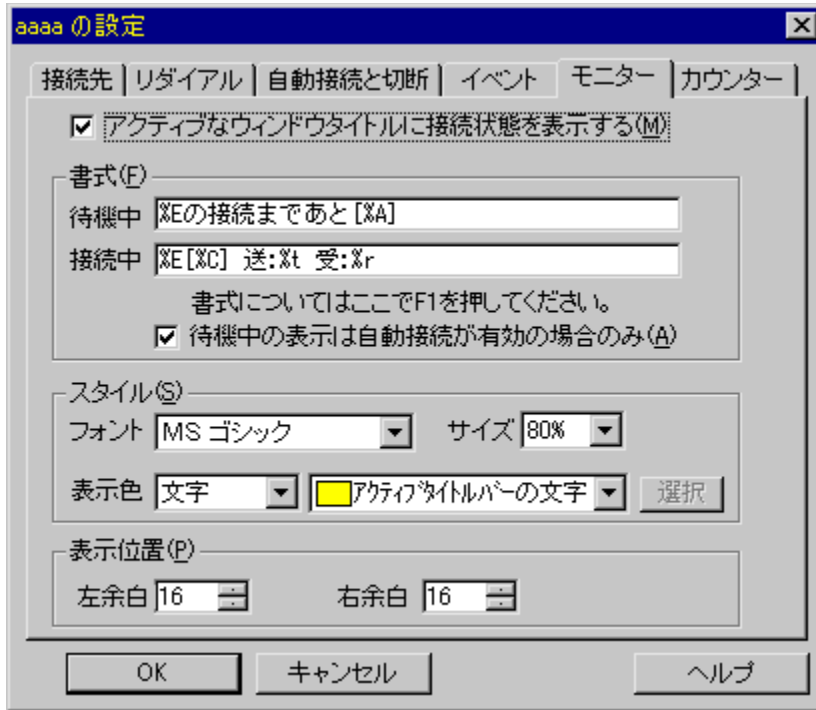 aaaa の設定
接続先 リダイアル 自動接続と切断 イベント モニター カウンター
アクティブなウィンドウタイトルに接続状態を表示する(M)
書式(F)
待機中 %Eの接続まであと[%A]
接続中 %E[%C] 送:%t 受:%r
書式についてはここでF1を押してください。
待機中の表示は自動接続が有効の場合のみ(A)
スタイル(S)
フォント MS ゴシック サイズ 80%
表示色 文字 アクティブタイトルバーの文字 選択
表示位置(P)
左余白 16 右余白 16
OK キャンセル ヘルプ